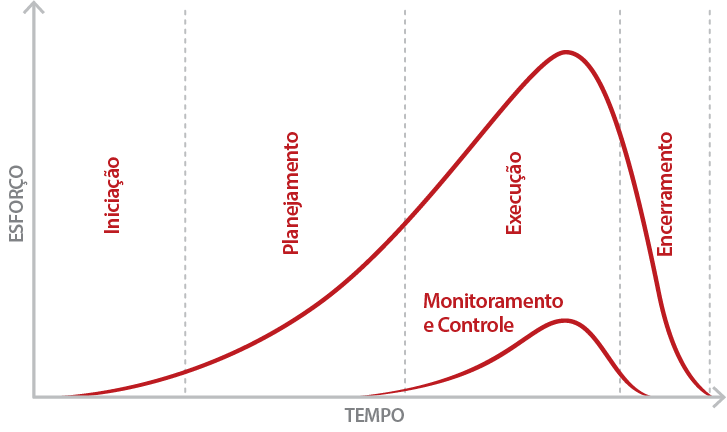 ESFORÇO
Iniciação
Planejamento
Execução
Encerramento
Monitoramento
e Controle
TEMPO